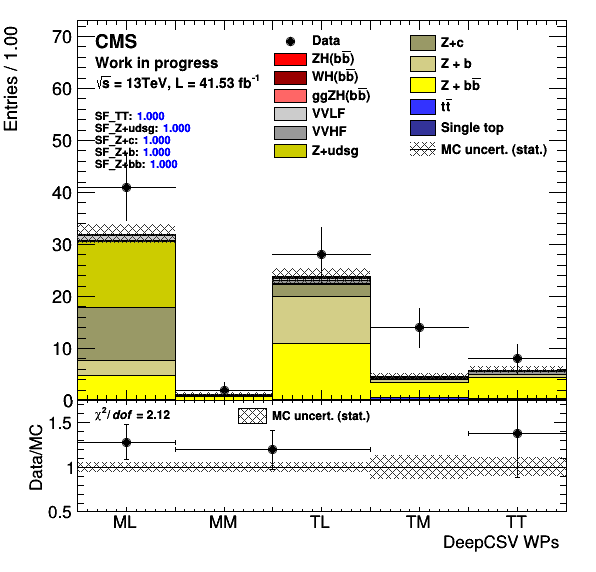 CMS
Work in progress
√s = 13TeV, L = 41.53 fb⁻¹
SF_TT: 1.000
SF_Z+udsg: 1.000
SF_Z+c: 1.000
SF_Z+b: 1.000
SF_Z+bb: 1.000
Data
ZH(bb̅)
WH(bb̅)
ggZH(bb̅)
VVLF
VVHF
Z+udsg
Z+c
Z + b
Z + bb̅
tt̅
Single top
MC uncert. (stat.)
Entries / 1.00
70
60
50
40
30
20
10
0
χ²/ dof = 2.12
MC uncert. (stat.)
Data/MC
1.5
1
0.5
ML MM TL TM TT
DeepCSV WPs